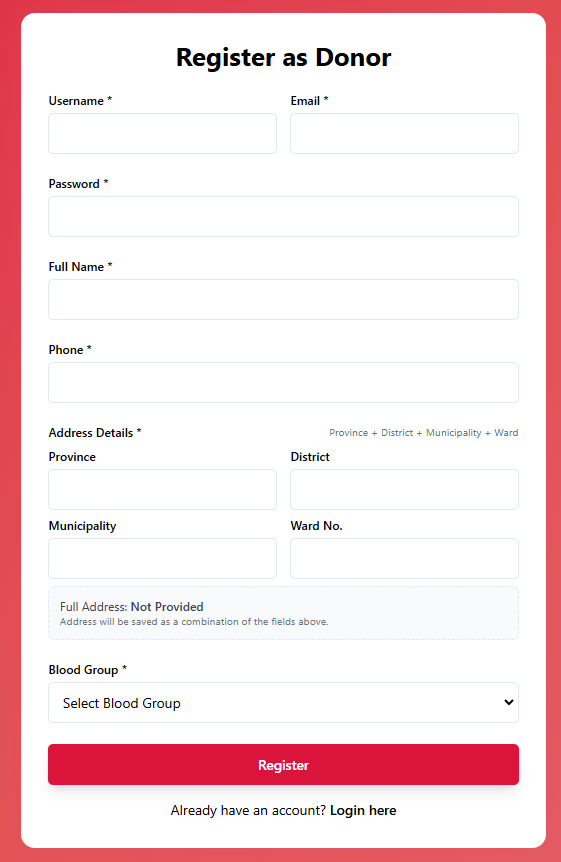 Register as Donor
Username * Email *
Password *
Full Name *
Phone *
Address Details * Province + District + Municipality + Ward
Province District
Municipality Ward No.
Full Address: Not Provided
Address will be saved as a combination of the fields above.
Blood Group *
Select Blood Group
Register
Already have an account? Login here